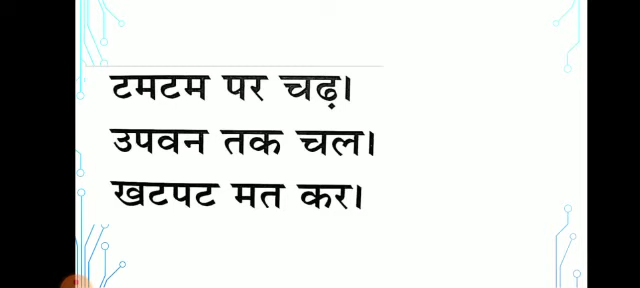 टमटम पर चढ़।
उपवन तक चल।
खटपट मत कर।